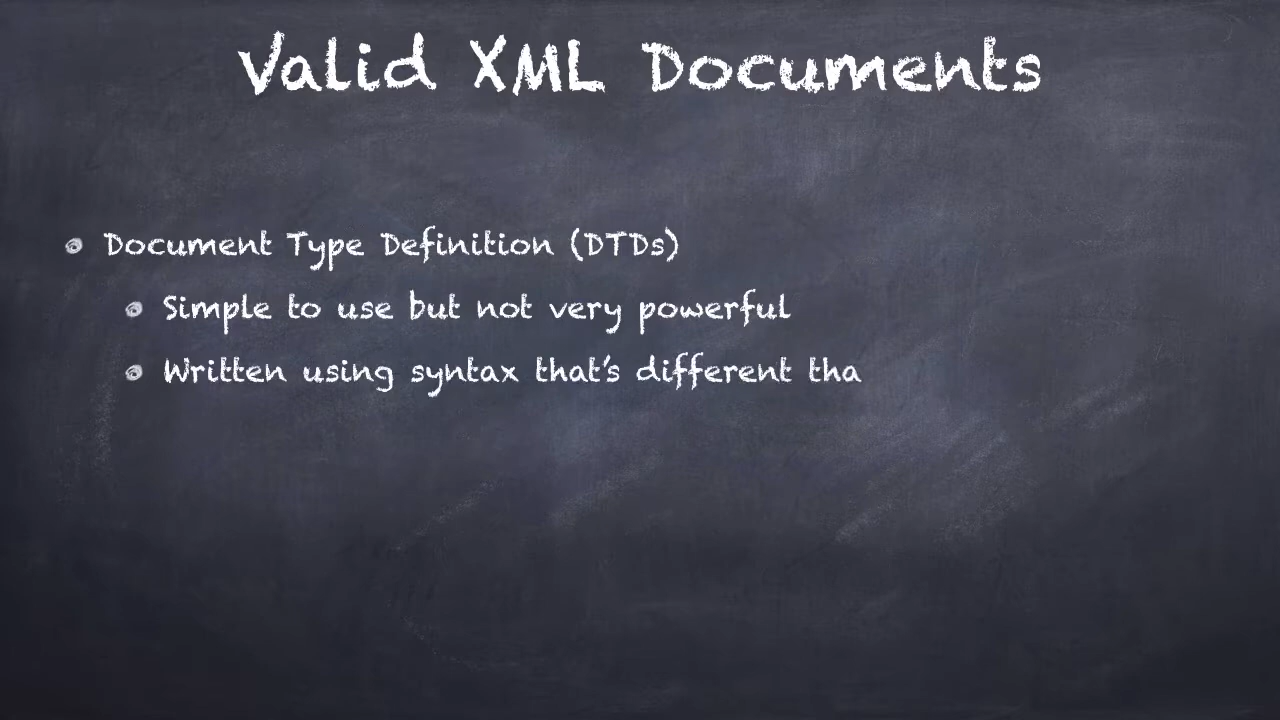 Valid XML Documents
Document Type Definition (DTDs)
Simple to use but not very powerful
Written using syntax that's different tha